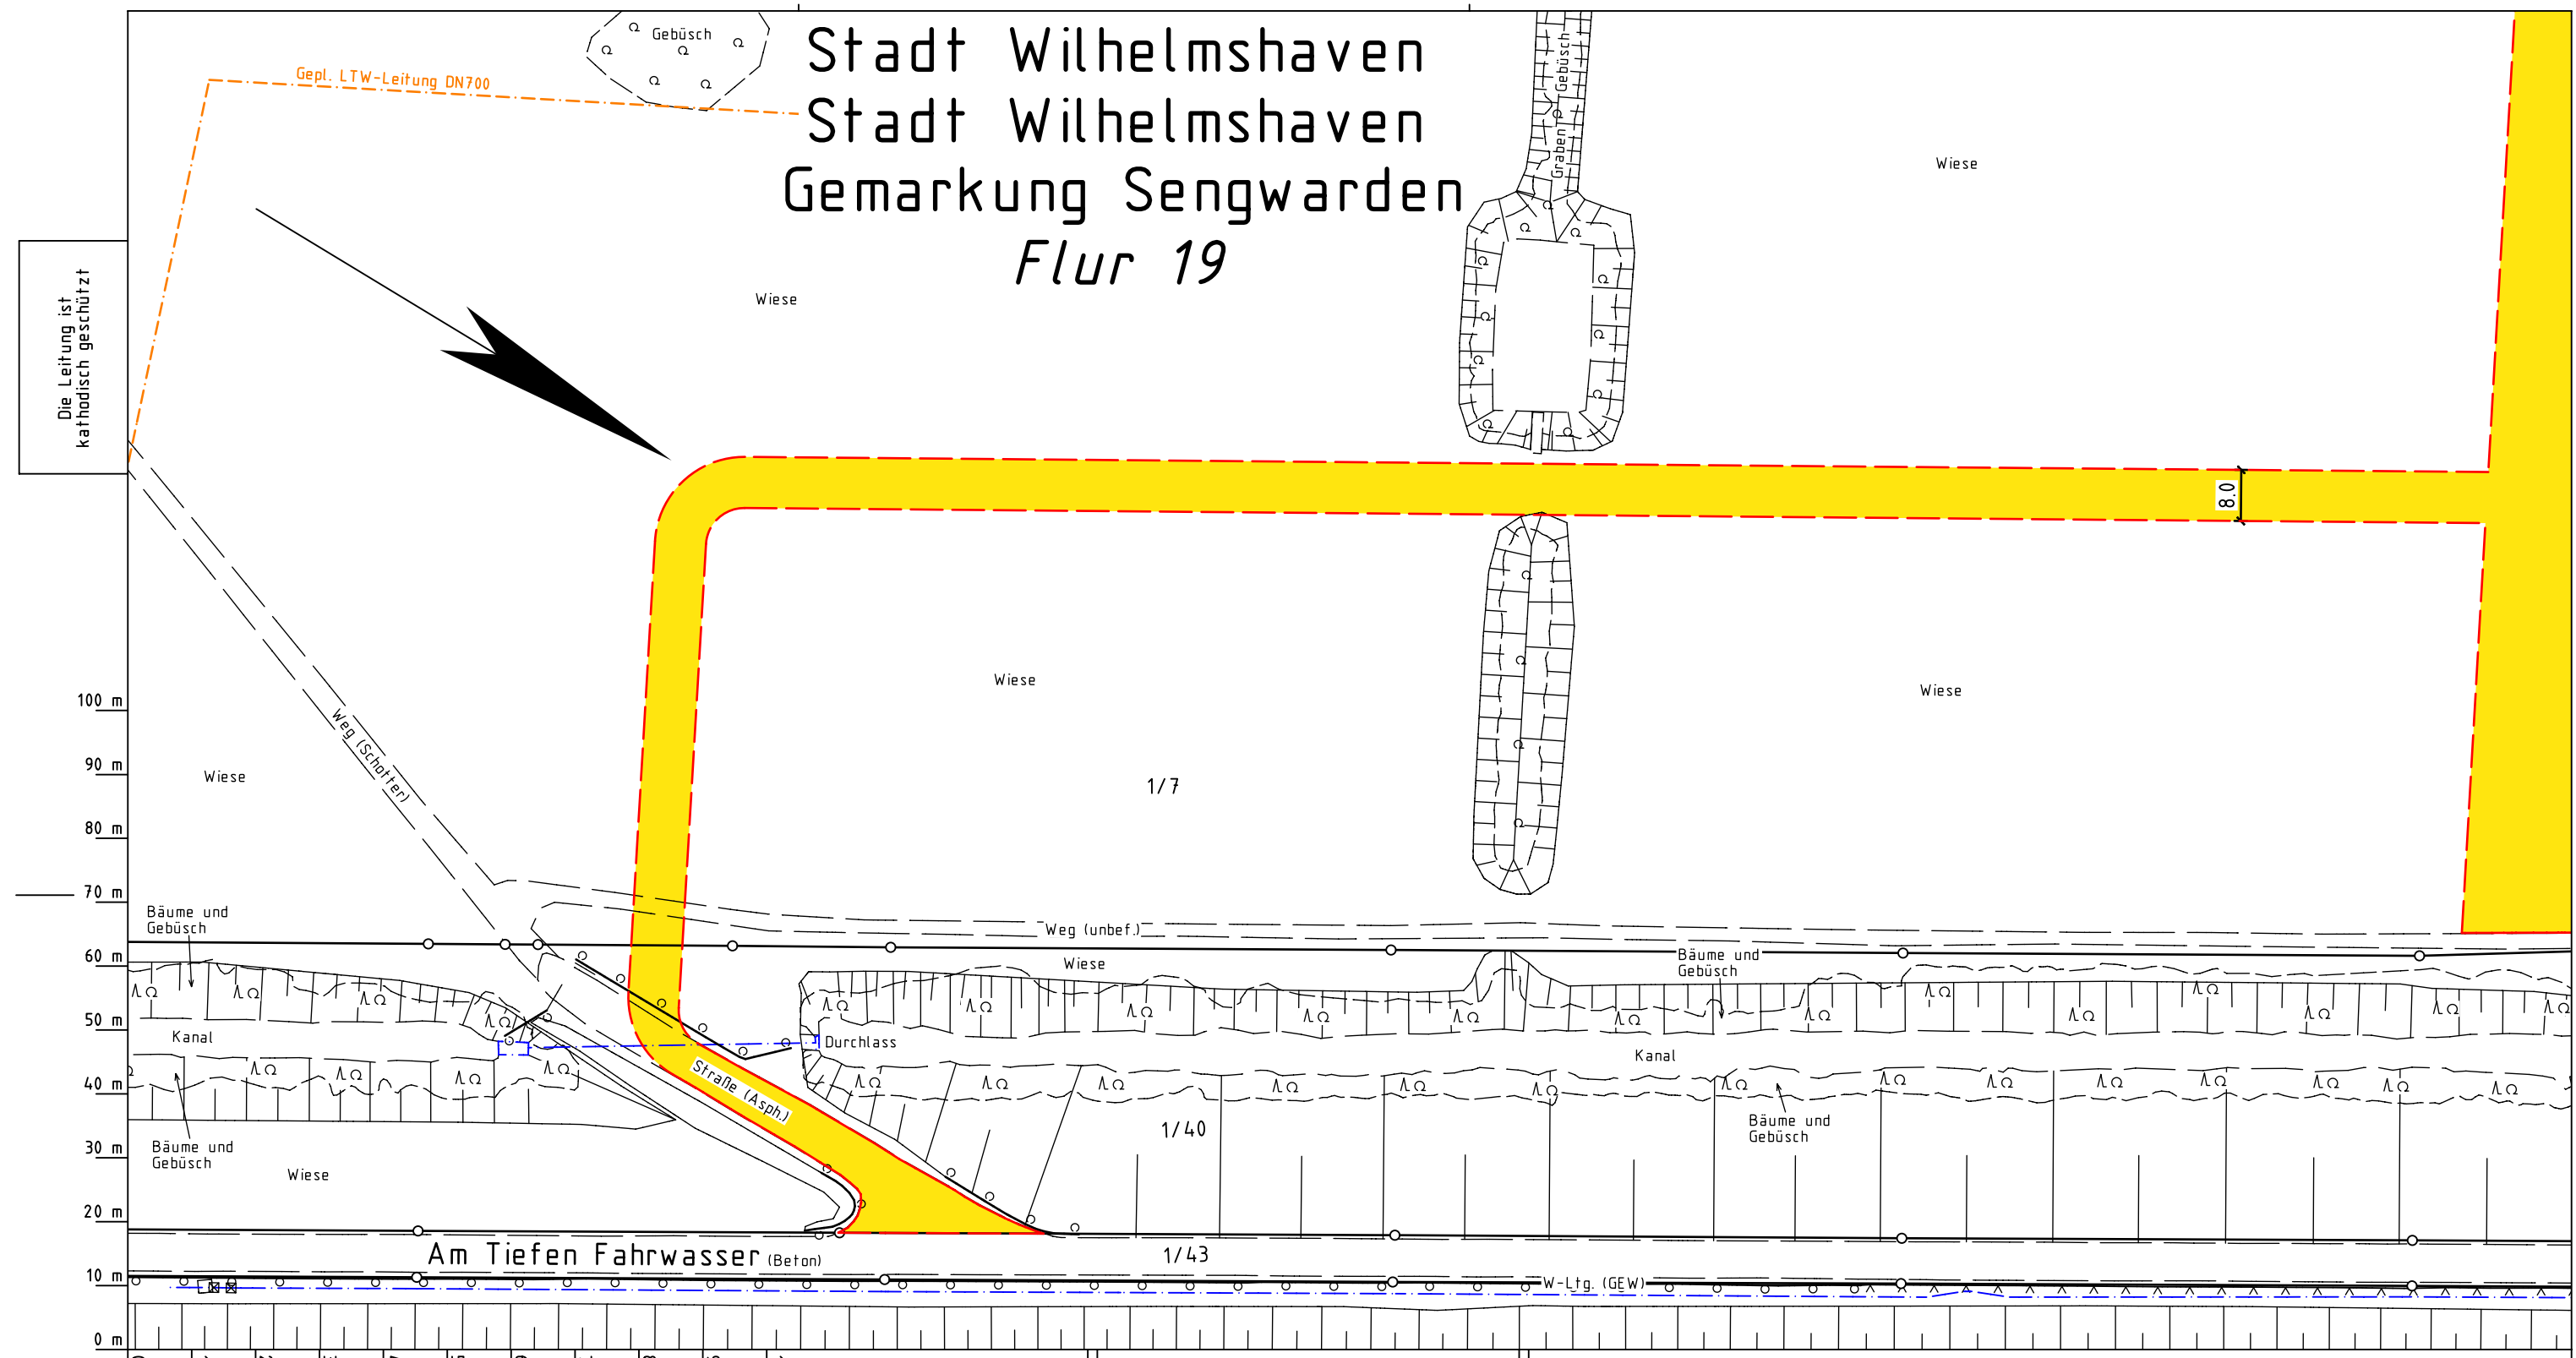 Gebüsch
Stadt Wilhelmshaven
Stadt Wilhelmshaven
Gemarkung Sengwarden
Flur 19
Gepl. LTW-Leitung DN700
Graben Gebüsch
Wiese
Wiese
Die Leitung ist
kathodisch geschützt
8.0
Wiese
Wiese
100 m
90 m
80 m
70 m
60 m
50 m
40 m
30 m
20 m
10 m
0 m
Weg (Schotter)
Wiese
1/7
Bäume und
Gebüsch
Weg (unbef.)
Wiese
Bäume und
Gebüsch
Kanal
Durchlass
Kanal
Straße (Asph.)
Bäume und
Gebüsch
1/40
Bäume und
Gebüsch
Wiese
Am Tiefen Fahrwasser (Beton)
1/43
W-Ltg. (GEW)